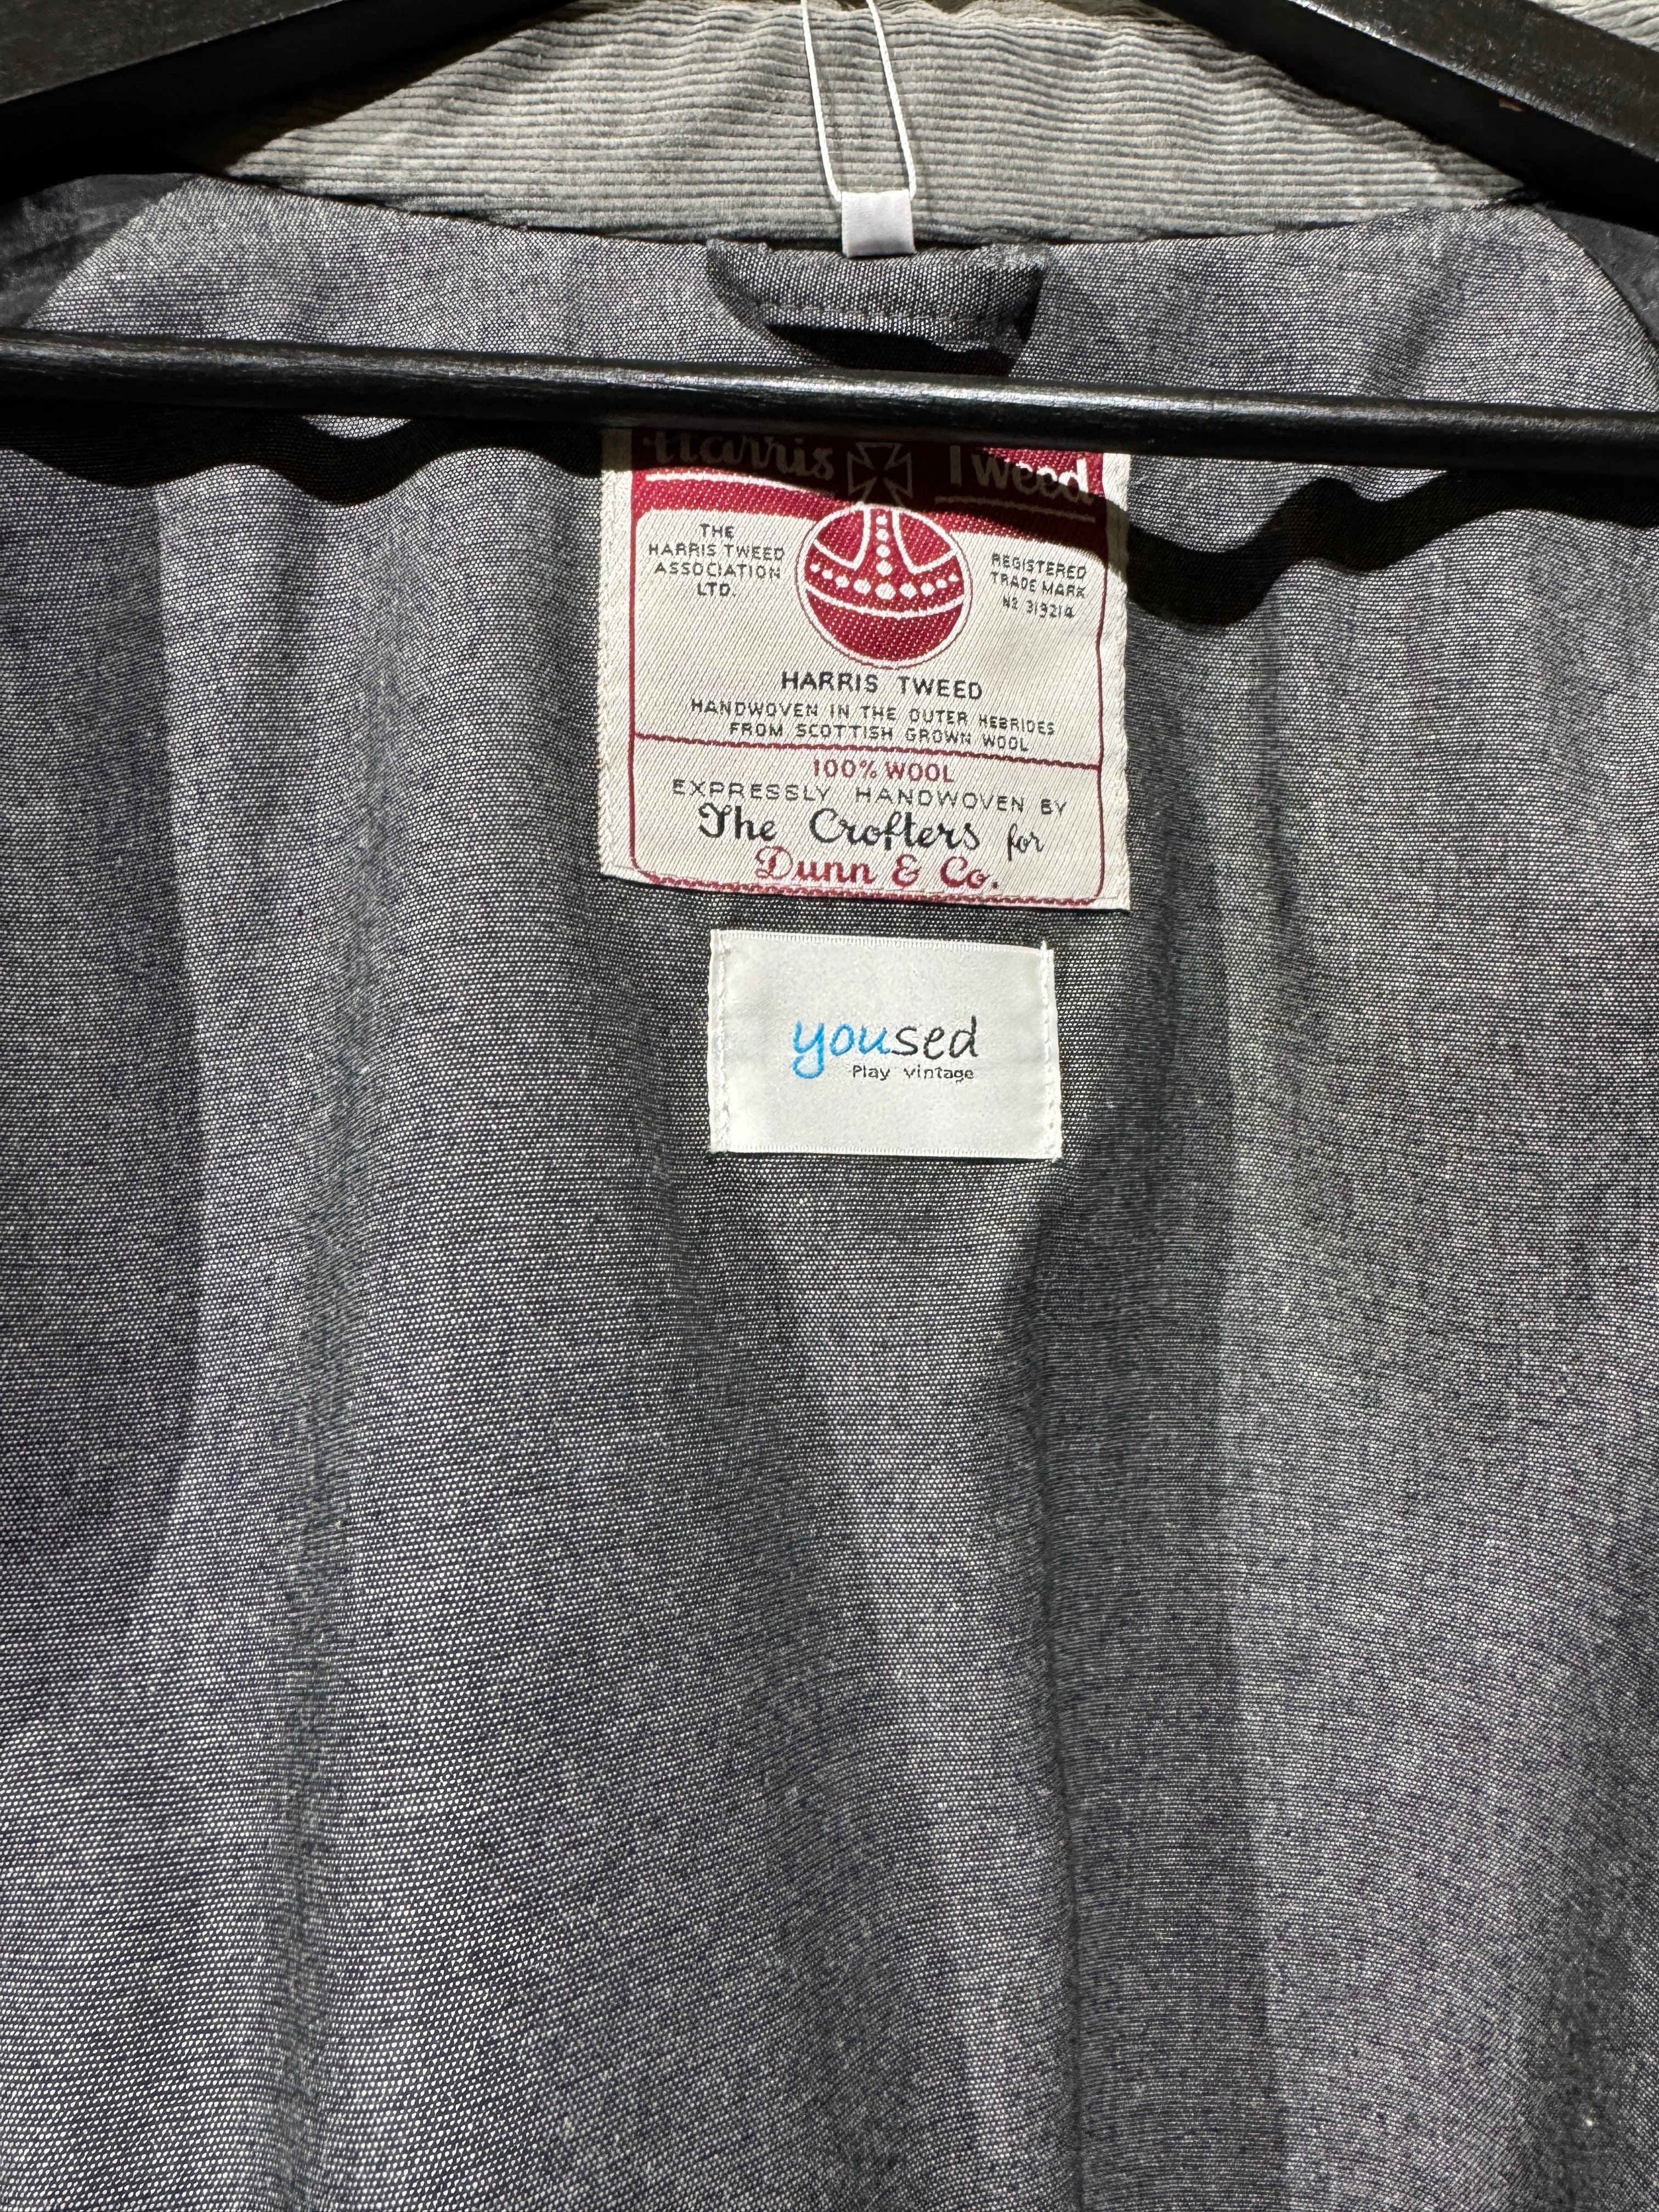 Harris Tweed
THE
HARRIS TWEED
ASSOCIATION
LTD.
REGISTERED
TRADE MARK
Nº 319214
HARRIS TWEED
HANDWOVEN IN THE OUTER HEBRIDES
FROM SCOTTISH GROWN WOOL
100% WOOL
EXPRESSLY HANDWOVEN BY
The Crofters for
Dunn & Co.
yoused
Play vintage